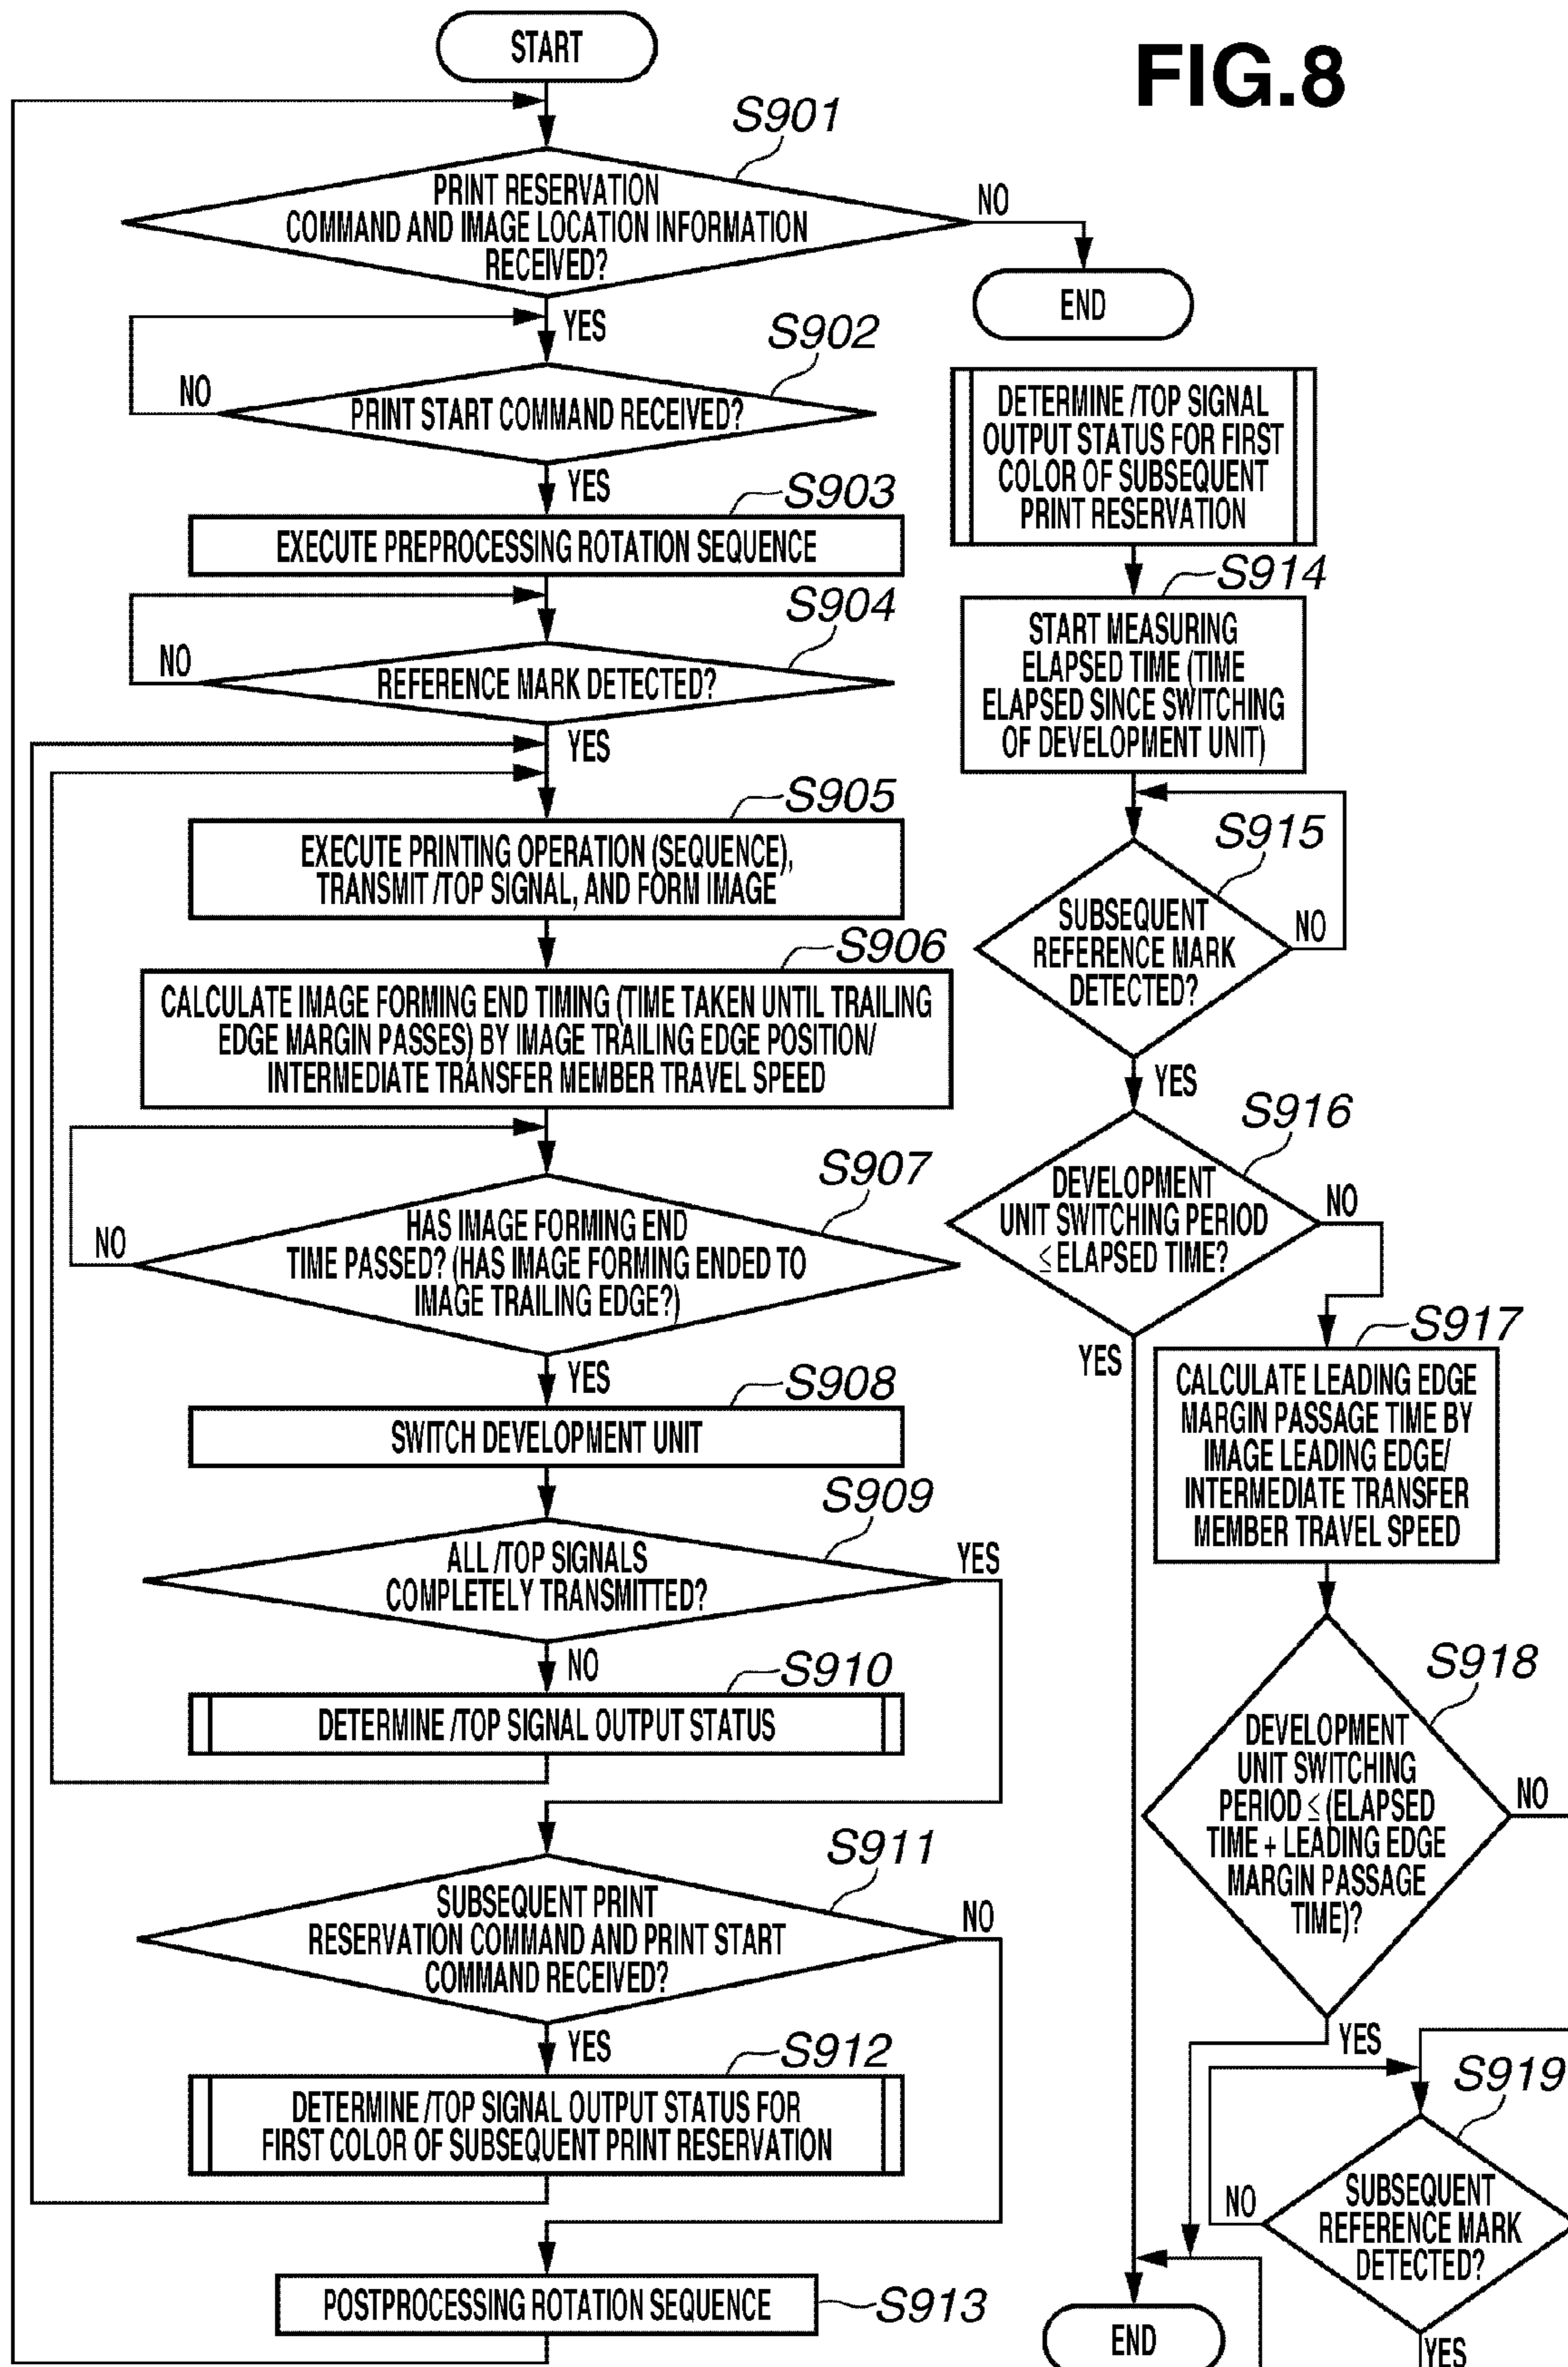 FIG.8
START
S901
PRINT RESERVATION
COMMAND AND IMAGE LOCATION INFORMATION
RECEIVED?
NO
END
YES
S902
PRINT START COMMAND RECEIVED?
NO
YES
S903
EXECUTE PREPROCESSING ROTATION SEQUENCE
S904
REFERENCE MARK DETECTED?
NO
YES
S905
EXECUTE PRINTING OPERATION (SEQUENCE),
TRANSMIT /TOP SIGNAL, AND FORM IMAGE
S906
CALCULATE IMAGE FORMING END TIMING (TIME TAKEN UNTIL TRAILING
EDGE MARGIN PASSES) BY IMAGE TRAILING EDGE POSITION/
INTERMEDIATE TRANSFER MEMBER TRAVEL SPEED
S907
HAS IMAGE FORMING END
TIME PASSED? (HAS IMAGE FORMING ENDED TO
IMAGE TRAILING EDGE?)
NO
YES
S908
SWITCH DEVELOPMENT UNIT
S909
ALL /TOP SIGNALS
COMPLETELY TRANSMITTED?
YES
NO
S910
DETERMINE /TOP SIGNAL OUTPUT STATUS
S911
SUBSEQUENT PRINT
RESERVATION COMMAND AND PRINT START
COMMAND RECEIVED?
NO
YES
S912
DETERMINE /TOP SIGNAL OUTPUT STATUS FOR
FIRST COLOR OF SUBSEQUENT PRINT RESERVATION
POSTPROCESSING ROTATION SEQUENCE
S913
DETERMINE /TOP SIGNAL
OUTPUT STATUS FOR FIRST
COLOR OF SUBSEQUENT
PRINT RESERVATION
S914
START MEASURING
ELAPSED TIME (TIME
ELAPSED SINCE SWITCHING
OF DEVELOPMENT UNIT)
S915
SUBSEQUENT
REFERENCE MARK
DETECTED?
NO
YES
S916
DEVELOPMENT
UNIT SWITCHING PERIOD
≤ ELAPSED TIME?
NO
YES
S917
CALCULATE LEADING EDGE
MARGIN PASSAGE TIME BY
IMAGE LEADING EDGE/
INTERMEDIATE TRANSFER
MEMBER TRAVEL SPEED
S918
DEVELOPMENT
UNIT SWITCHING
PERIOD ≤ (ELAPSED
TIME + LEADING EDGE
MARGIN PASSAGE
TIME)?
NO
YES
S919
SUBSEQUENT
REFERENCE MARK
DETECTED?
NO
YES
END